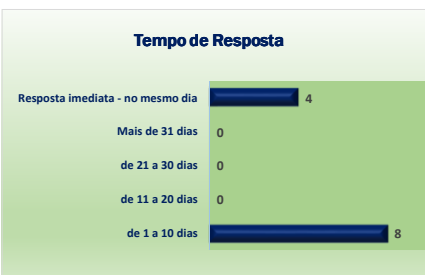 Tempo de Resposta
Resposta imediata - no mesmo dia 4
Mais de 31 dias 0
de 21 a 30 dias 0
de 11 a 20 dias 0
de 1 a 10 dias 8